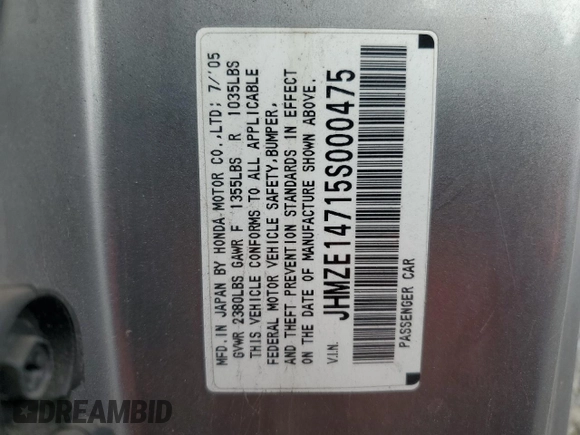 MFD.IN JAPAN BY HONDA MOTOR CO.,LTD; 7/'05
GVWR 2380LBS GAWR F 1355LBS R 1035LBS
THIS VEHICLE CONFORMS TO ALL APPLICABLE
FEDERAL MOTOR VEHICLE SAFETY,BUMPER,
AND THEFT PREVENTION STANDARDS IN EFFECT
ON THE DATE OF MANUFACTURE SHOWN ABOVE.
V.I.N. JHMZE14715S000475
PASSENGER CAR
DREAMBID